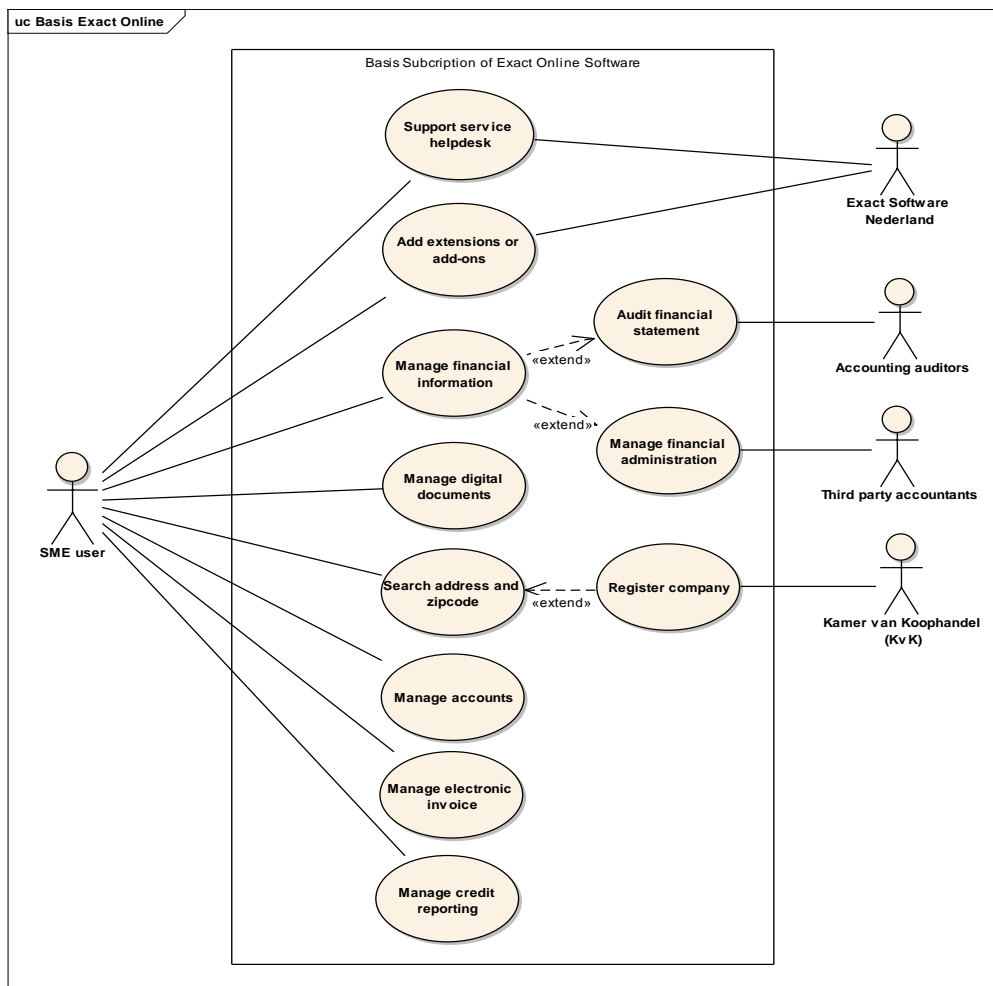 uc Basis Exact Online
Basis Subcription of Exact Online Software
Support service
helpdesk
Exact Software
Nederland
Add extensions or
add-ons
Audit financial
statement
Manage financial
information
«extend»
Accounting auditors
«extend»
Manage financial
administration
Manage digital
documents
Third party accountants
SME user
Search address and
zipcode
«extend»
Register company
Kamer van Koophandel
(KvK)
Manage accounts
Manage electronic
invoice
Manage credit
reporting